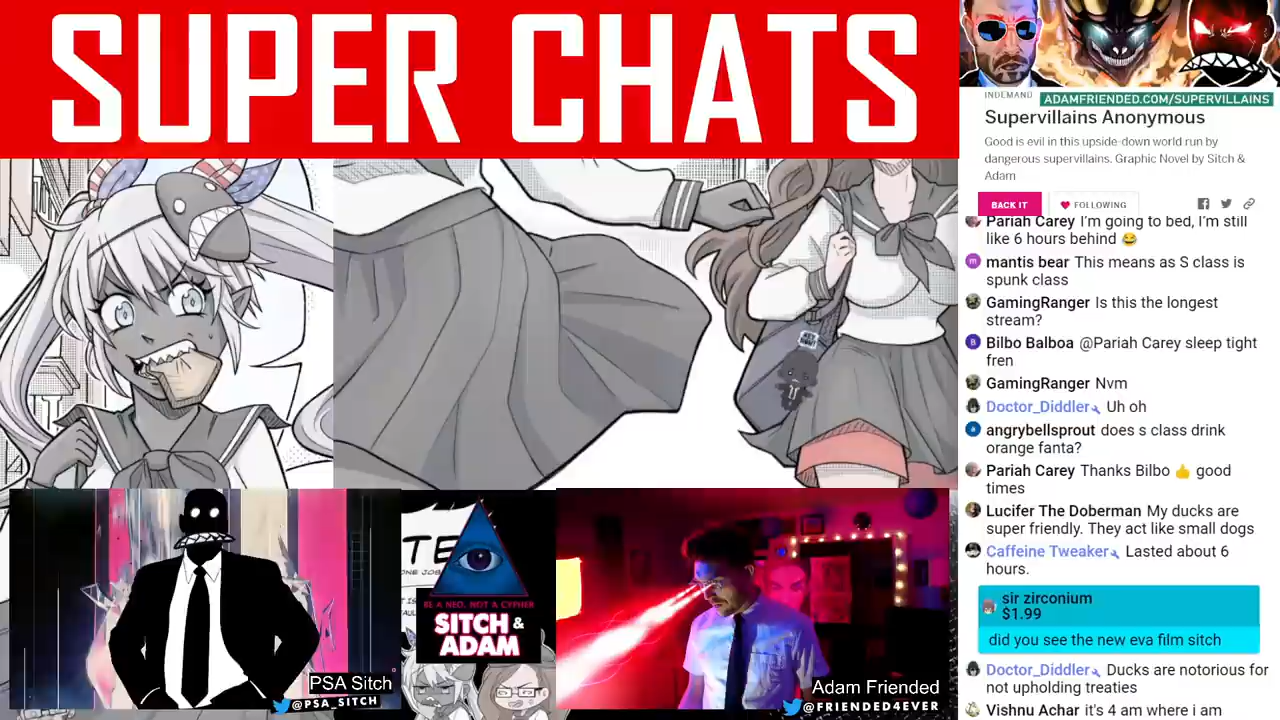 SUPER CHATS
INDEMAND
ADAMFRIENDED.COM/SUPERVILLAINS
Supervillains Anonymous
Good is evil in this upside-down world run by
dangerous supervillains. Graphic Novel by Sitch &
Adam
BACK IT
FOLLOWING
Pariah Carey I'm going to bed, I'm still
like 6 hours behind 😂
mantis bear This means as S class is
spunk class
GamingRanger Is this the longest
stream?
Bilbo Balboa @Pariah Carey sleep tight
fren
GamingRanger Nvm
Doctor_Diddler Uh oh
angrybellsprout does s class drink
orange fanta?
Pariah Carey Thanks Bilbo 👍 good
times
Lucifer The Doberman My ducks are
super friendly. They act like small dogs
Caffeine Tweaker Lasted about 6
hours.
sir zirconium
$1.99
did you see the new eva film sitch
Doctor_Diddler Ducks are notorious for
not upholding treaties
Vishnu Achar it's 4 am where i am
PSA Sitch
@PSA_SITCH
TE
ONE JOB
BE A NEO, NOT A CYPHER
SITCH &
ADAM
Adam Friended
@FRIENDED4EVER